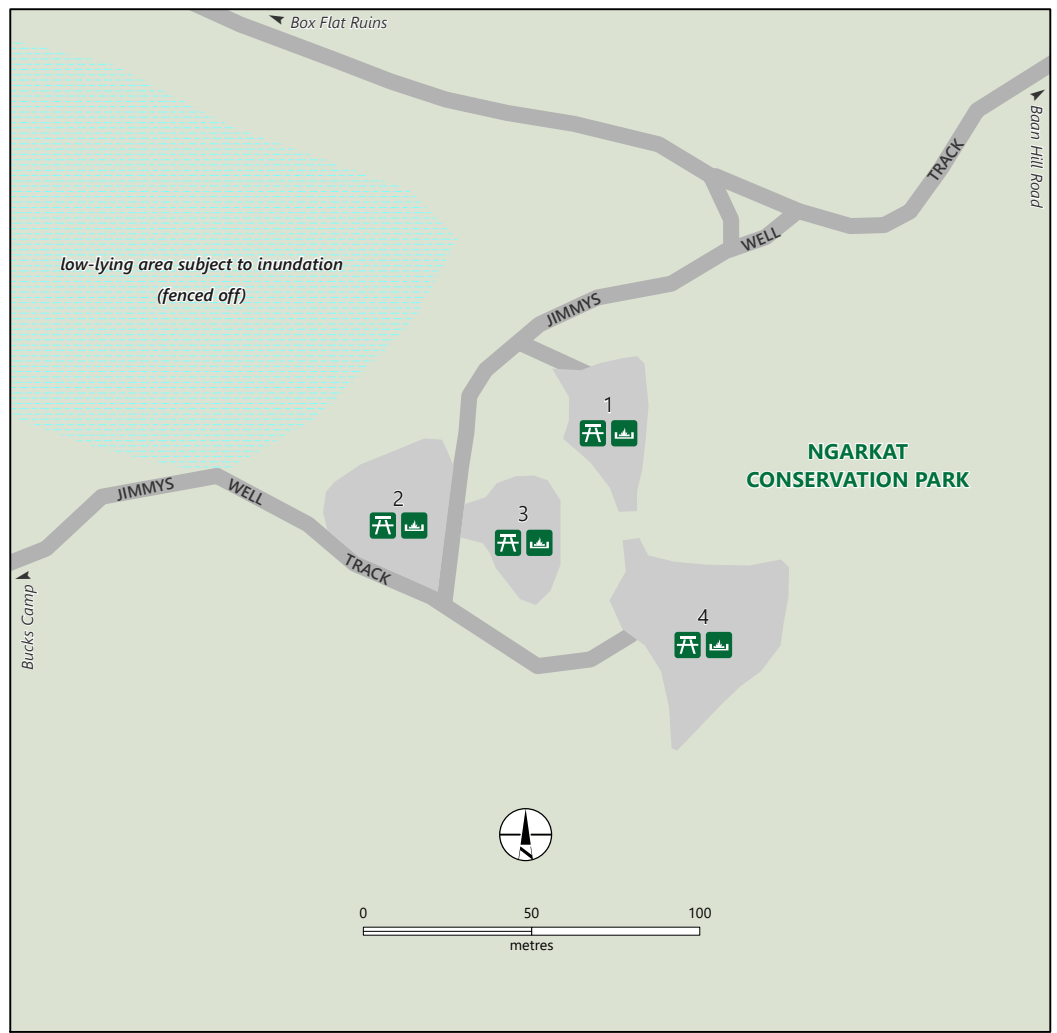 Box Flat Ruins
Baan Hill Road
TRACK
WELL
low-lying area subject to inundation
(fenced off)
JIMMYS
1
NGARKAT
CONSERVATION PARK
JIMMYS
WELL
2
3
TRACK
Bucks Camp
4
N
0 50 100
metres